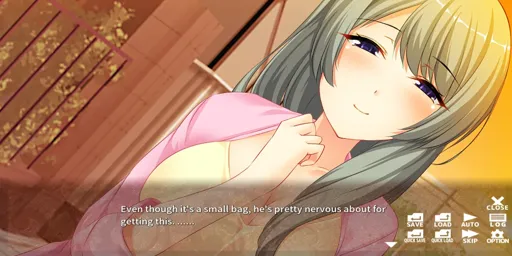 Even though it's a small bag, he's pretty nervous about for
getting this. ......
CLOSE
SAVE LOAD AUTO LOG
QUICK SAVE QUICK LOAD SKIP OPTION